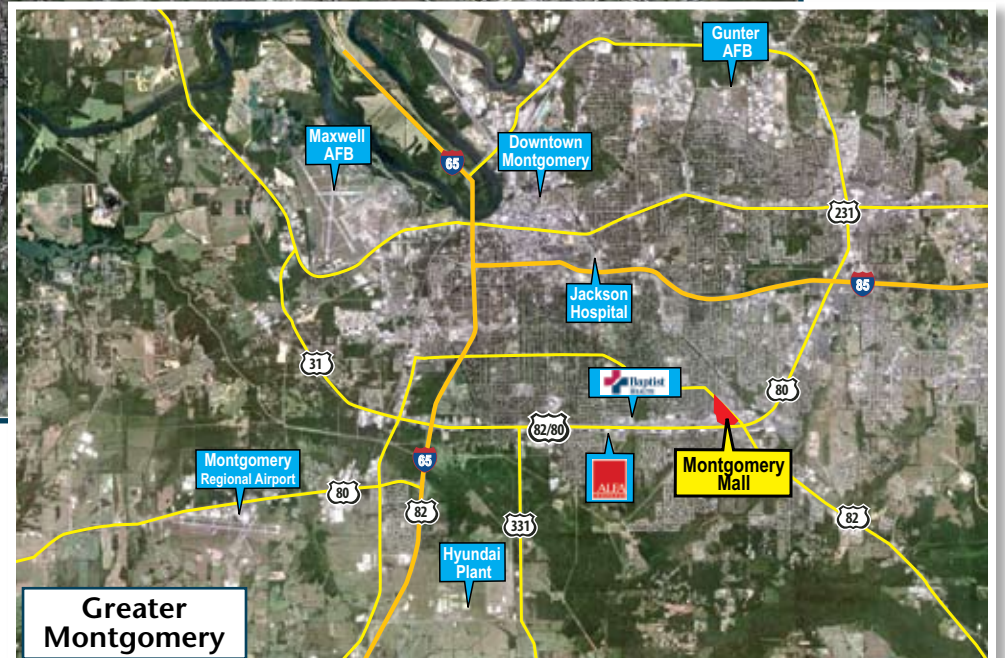 Gunter
AFB
Maxwell
AFB
65
Downtown
Montgomery
231
85
Jackson
Hospital
31
Baptist
HEALTH
80
82/80
65
Montgomery
Regional Airport
80
82
331
ALFA
Montgomery
Mall
82
Hyundai
Plant
Greater
Montgomery